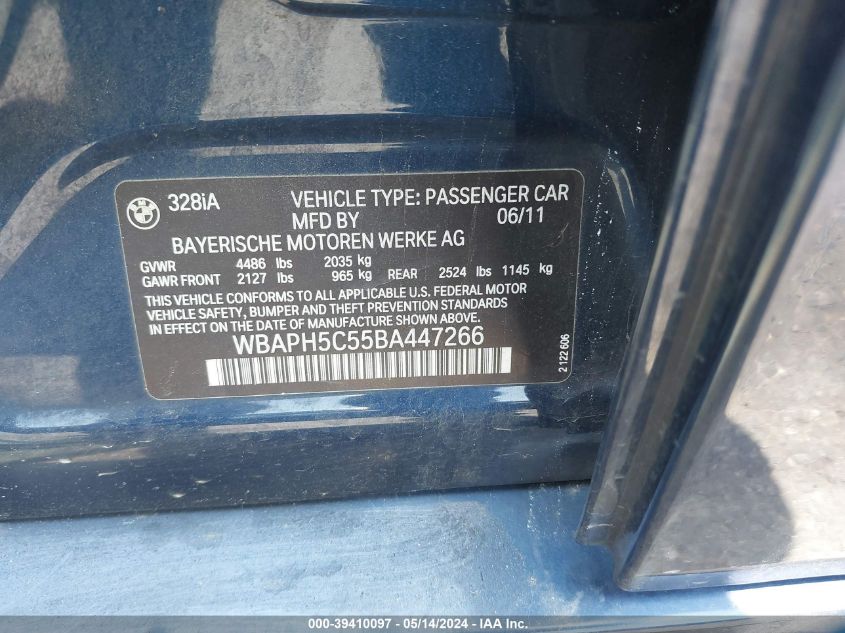 328iA VEHICLE TYPE: PASSENGER CAR
MFD BY 06/11
BAYERISCHE MOTOREN WERKE AG
GVWR 4486 lbs 2035 kg
GAWR FRONT 2127 lbs 965 kg REAR 2524 lbs 1145 kg
THIS VEHICLE CONFORMS TO ALL APPLICABLE U.S. FEDERAL MOTOR
VEHICLE SAFETY, BUMPER AND THEFT PREVENTION STANDARDS
IN EFFECT ON THE DATE OF MANUFACTURE SHOWN ABOVE.
WBAPH5C55BA447266
2 122 606
000-39410097 - 05/14/2024 - IAA Inc.